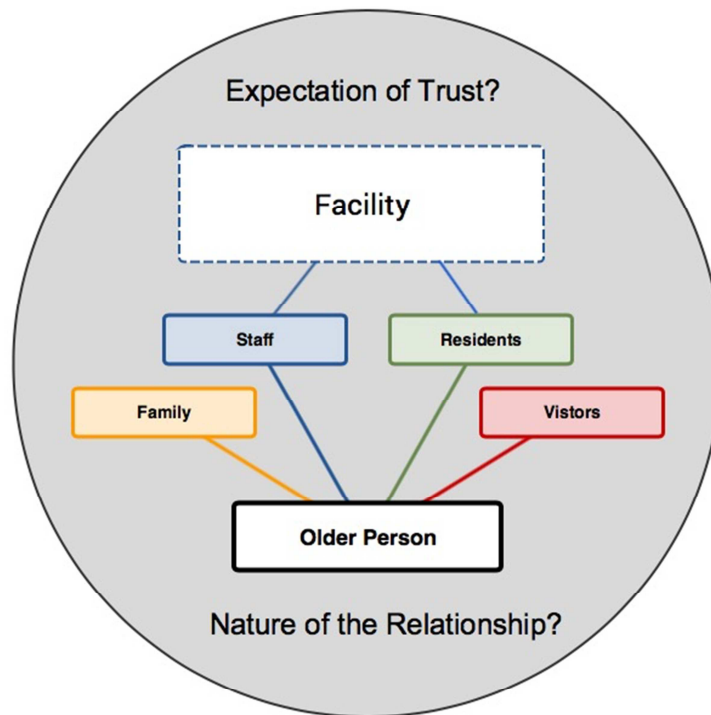 Expectation of Trust?
Facility
Staff
Residents
Family
Vistors
Older Person
Nature of the Relationship?